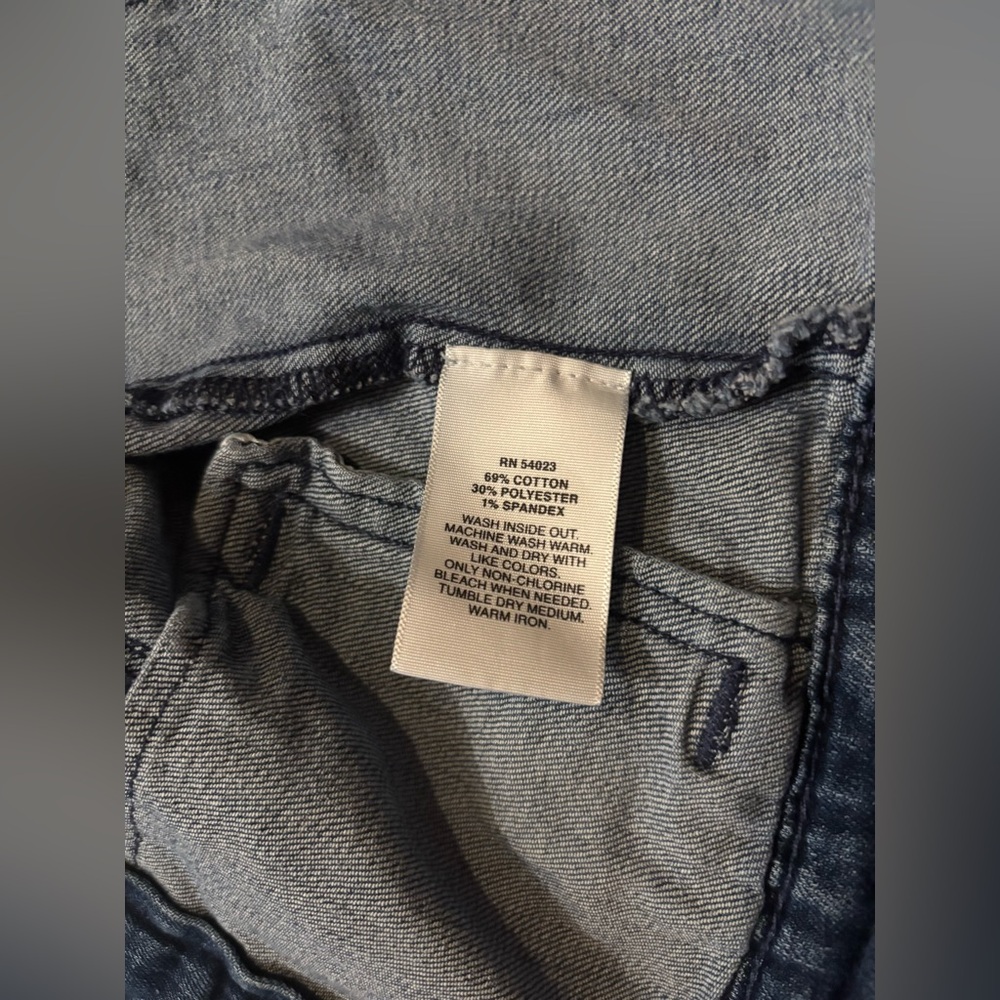 RN 54023
69% COTTON
30% POLYESTER
1% SPANDEX
WASH INSIDE OUT.
MACHINE WASH WARM.
WASH AND DRY WITH
LIKE COLORS.
ONLY NON-CHLORINE
BLEACH WHEN NEEDED.
TUMBLE DRY MEDIUM.
WARM IRON.